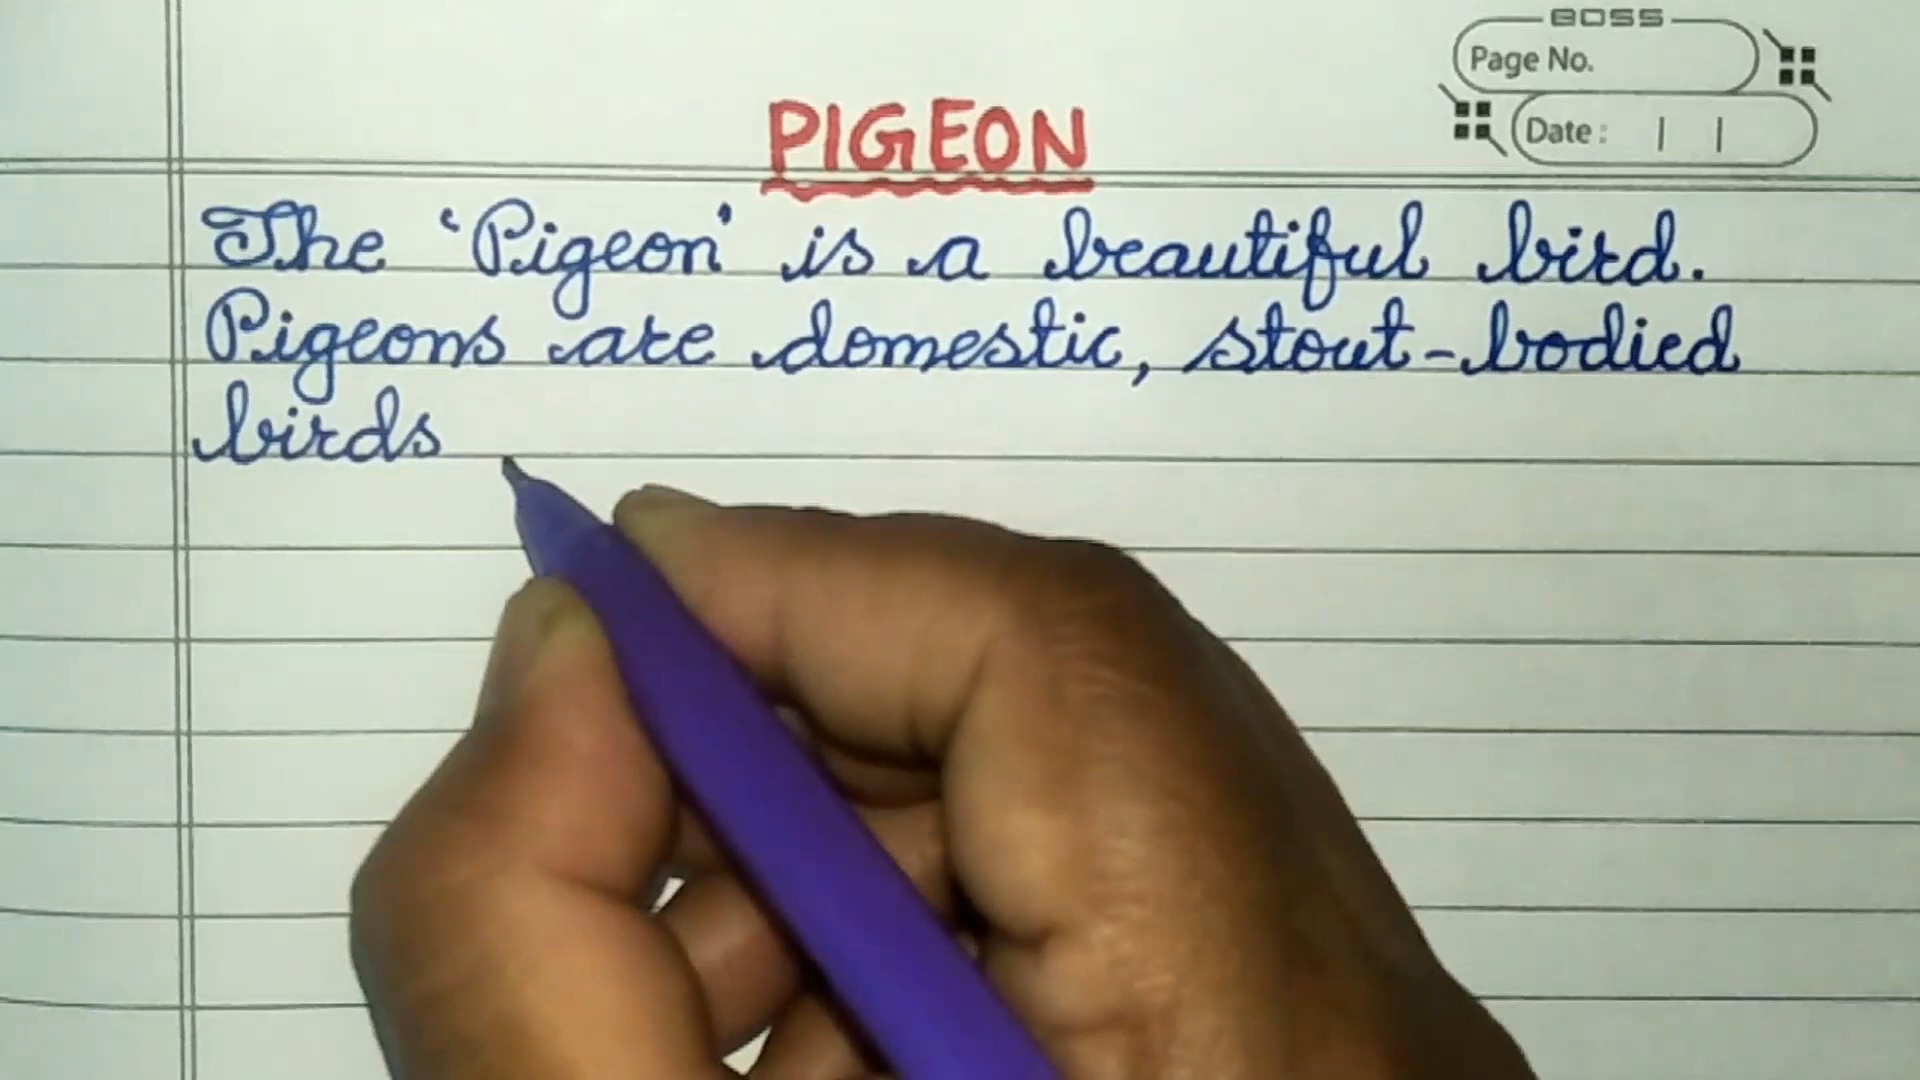 BOSS
Page No.
Date : | |
PIGEON
The 'Pigeon' is a beautiful bird.
Pigeons are domestic, stout-bodied
birds